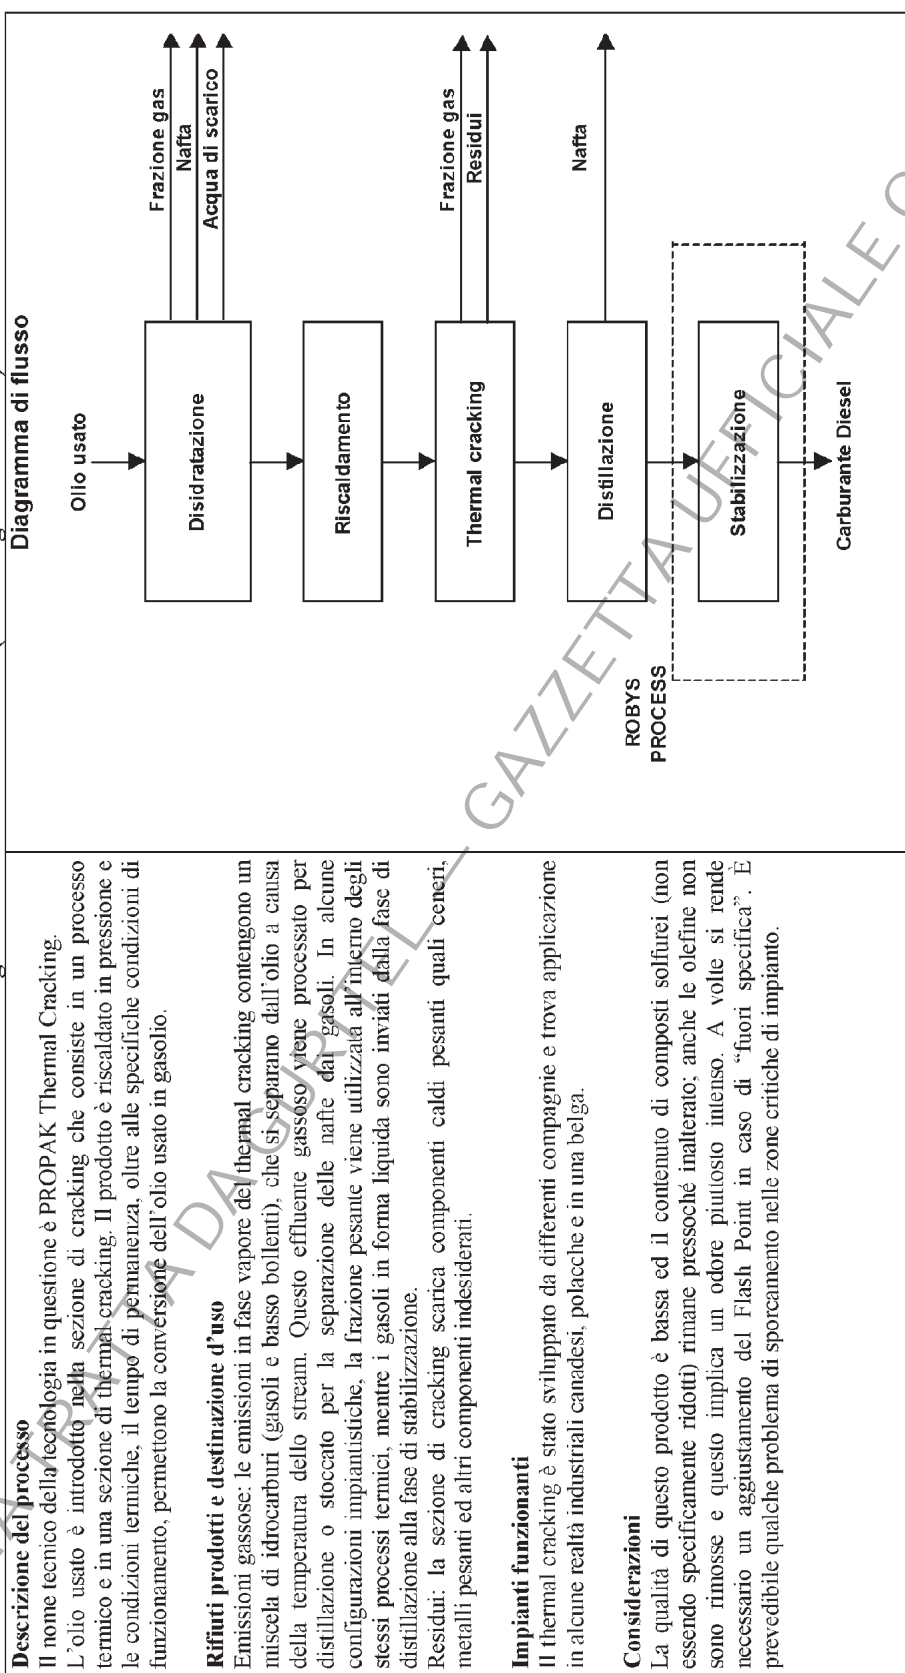 Descrizione del processo
Il nome tecnico della tecnologia in questione è PROPAK Thermal Cracking.
L'olio usato è introdotto nella sezione di cracking che consiste in un processo
termico e in una sezione di thermal cracking. Il prodotto è riscaldato in pressione e
le condizioni termiche, il tempo di permanenza, oltre alle specifiche condizioni di
funzionamento, permettono la conversione dell'olio usato in gasolio.
Rifiuti prodotti e destinazione d'uso
Emissioni gassose: le emissioni in fase vapore del thermal cracking contengono un
miscela di idrocarburi (gasoli e basso bollenti), che si separano dall'olio a causa
della temperatura dello stream. Questo effluente gassoso viene processato per
distillazione o stoccato per la separazione delle nafte dai gasoli. In alcune
configurazioni impiantistiche, la frazione pesante viene utilizzata all'interno degli
stessi processi termici, mentre i gasoli in forma liquida sono inviati dalla fase di
distillazione alla fase di stabilizzazione.
Residui: la sezione di cracking scarica componenti caldi pesanti quali ceneri,
metalli pesanti ed altri componenti indesiderati.
Impianti funzionanti
Il thermal cracking è stato sviluppato da differenti compagnie e trova applicazione
in alcune realtà industriali canadesi, polacche e in una belga.
Considerazioni
La qualità di questo prodotto è bassa ed il contenuto di composti solfurei (non
essendo specificamente ridotti) rimane pressoché inalterato; anche le olefine non
sono rimosse e questo implica un odore piuttosto intenso. A volte si rende
necessario un aggiustamento del Flash Point in caso di "fuori specifica". È
prevedibile qualche problema di sporcamento nelle zone critiche di impianto.
Diagramma di flusso
Olio usato
Disidratazione
Frazione gas
Nafta
Acqua di scarico
Riscaldamento
Thermal cracking
Frazione gas
Residui
Distillazione
Nafta
ROBYS
PROCESS
Stabilizzazione
Carburante Diesel
TRATTA DA GURITEL — GAZZETTA UFFICIALE